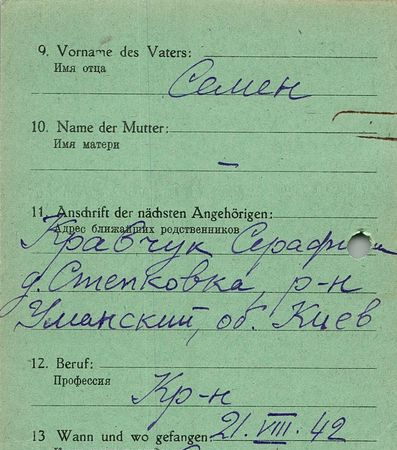 9. Vorname des Vaters:
Имя отца
Семен
10. Name der Mutter:
Имя матери
—
11. Anschrift der nächsten Angehörigen:
Адрес ближайших родственников
Кравчук
д. Степковка, р-н
Уманский, об. Киев
12. Beruf:
Профессия
Кр-н
13 Wann und wo gefangen: 21. VIII. 42